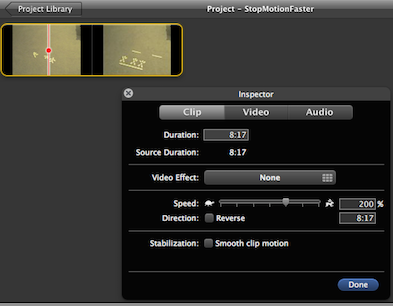 Project Library
Project – StopMotionFaster
Inspector
Clip Video Audio
Duration: 8:17
Source Duration: 8:17
Video Effect: None
Speed: 200 %
Direction: Reverse 8:17
Stabilization: Smooth clip motion
Done